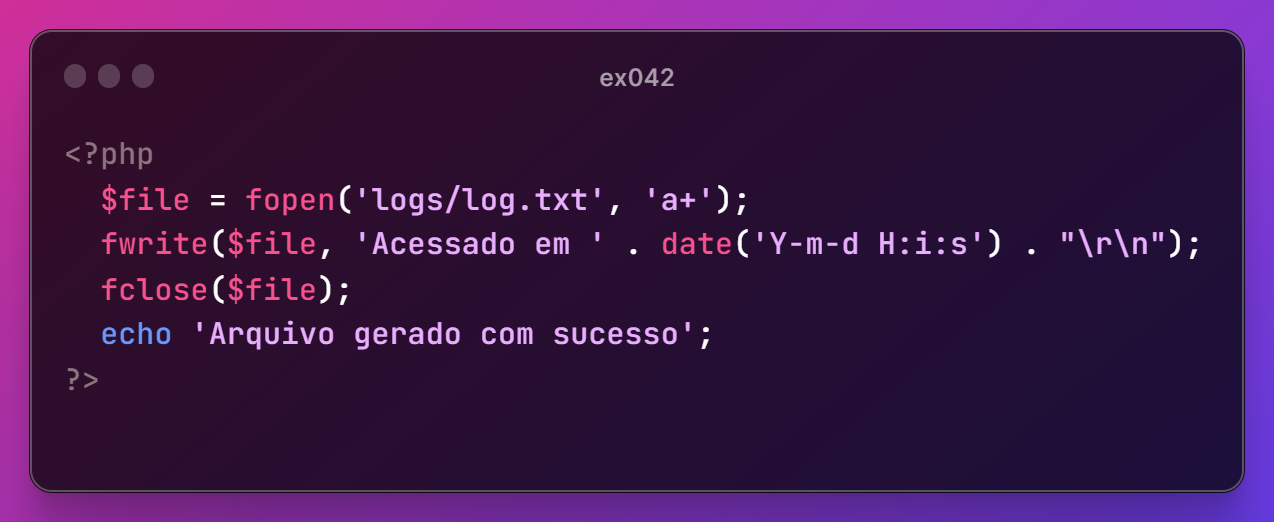 ex042
<?php
  $file = fopen('logs/log.txt', 'a+');
  fwrite($file, 'Acessado em ' . date('Y-m-d H:i:s') . "\r\n");
  fclose($file);
  echo 'Arquivo gerado com sucesso';
?>